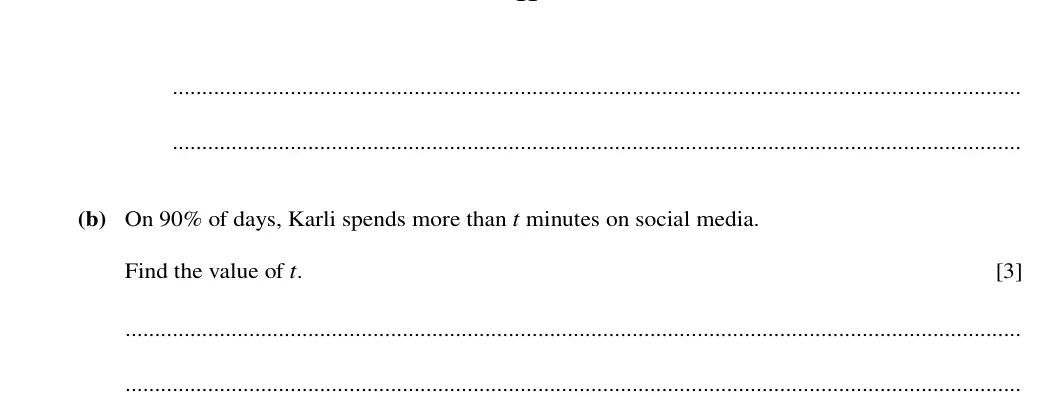 (b) On 90% of days, Karli spends more than t minutes on social media.
Find the value of t. [3]